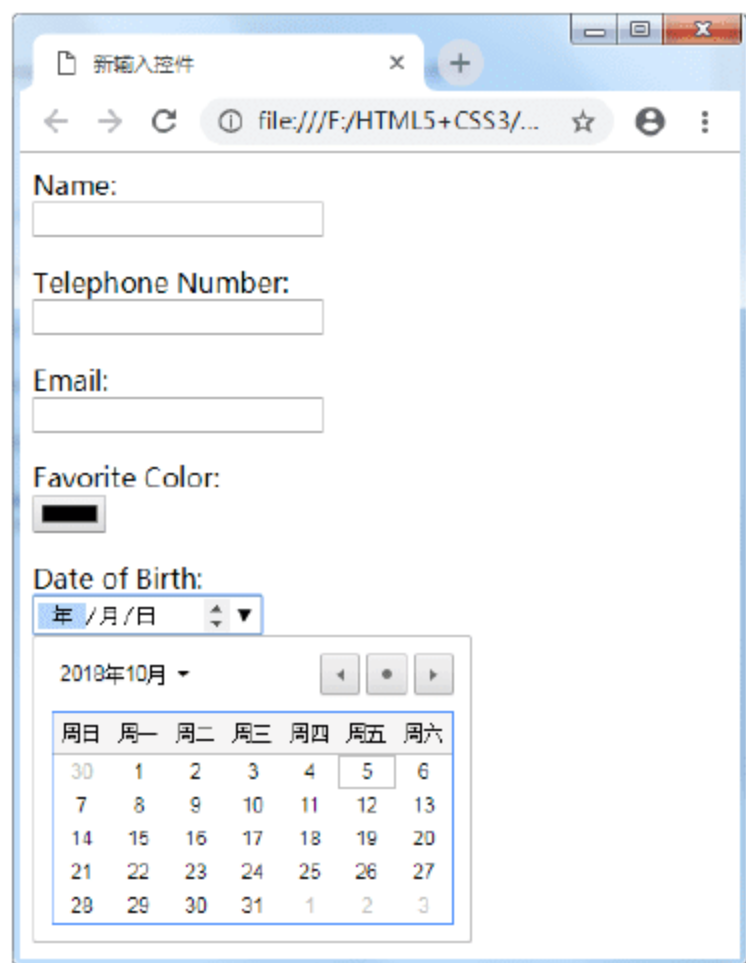 新输入控件
file:///F:/HTML5+CSS3/...
Name:
Telephone Number:
Email:
Favorite Color:
Date of Birth:
年/月/日
2018年10月
周日 周一 周二 周三 周四 周五 周六
30 1 2 3 4 5 6
7 8 9 10 11 12 13
14 15 16 17 18 19 20
21 22 23 24 25 26 27
28 29 30 31 1 2 3